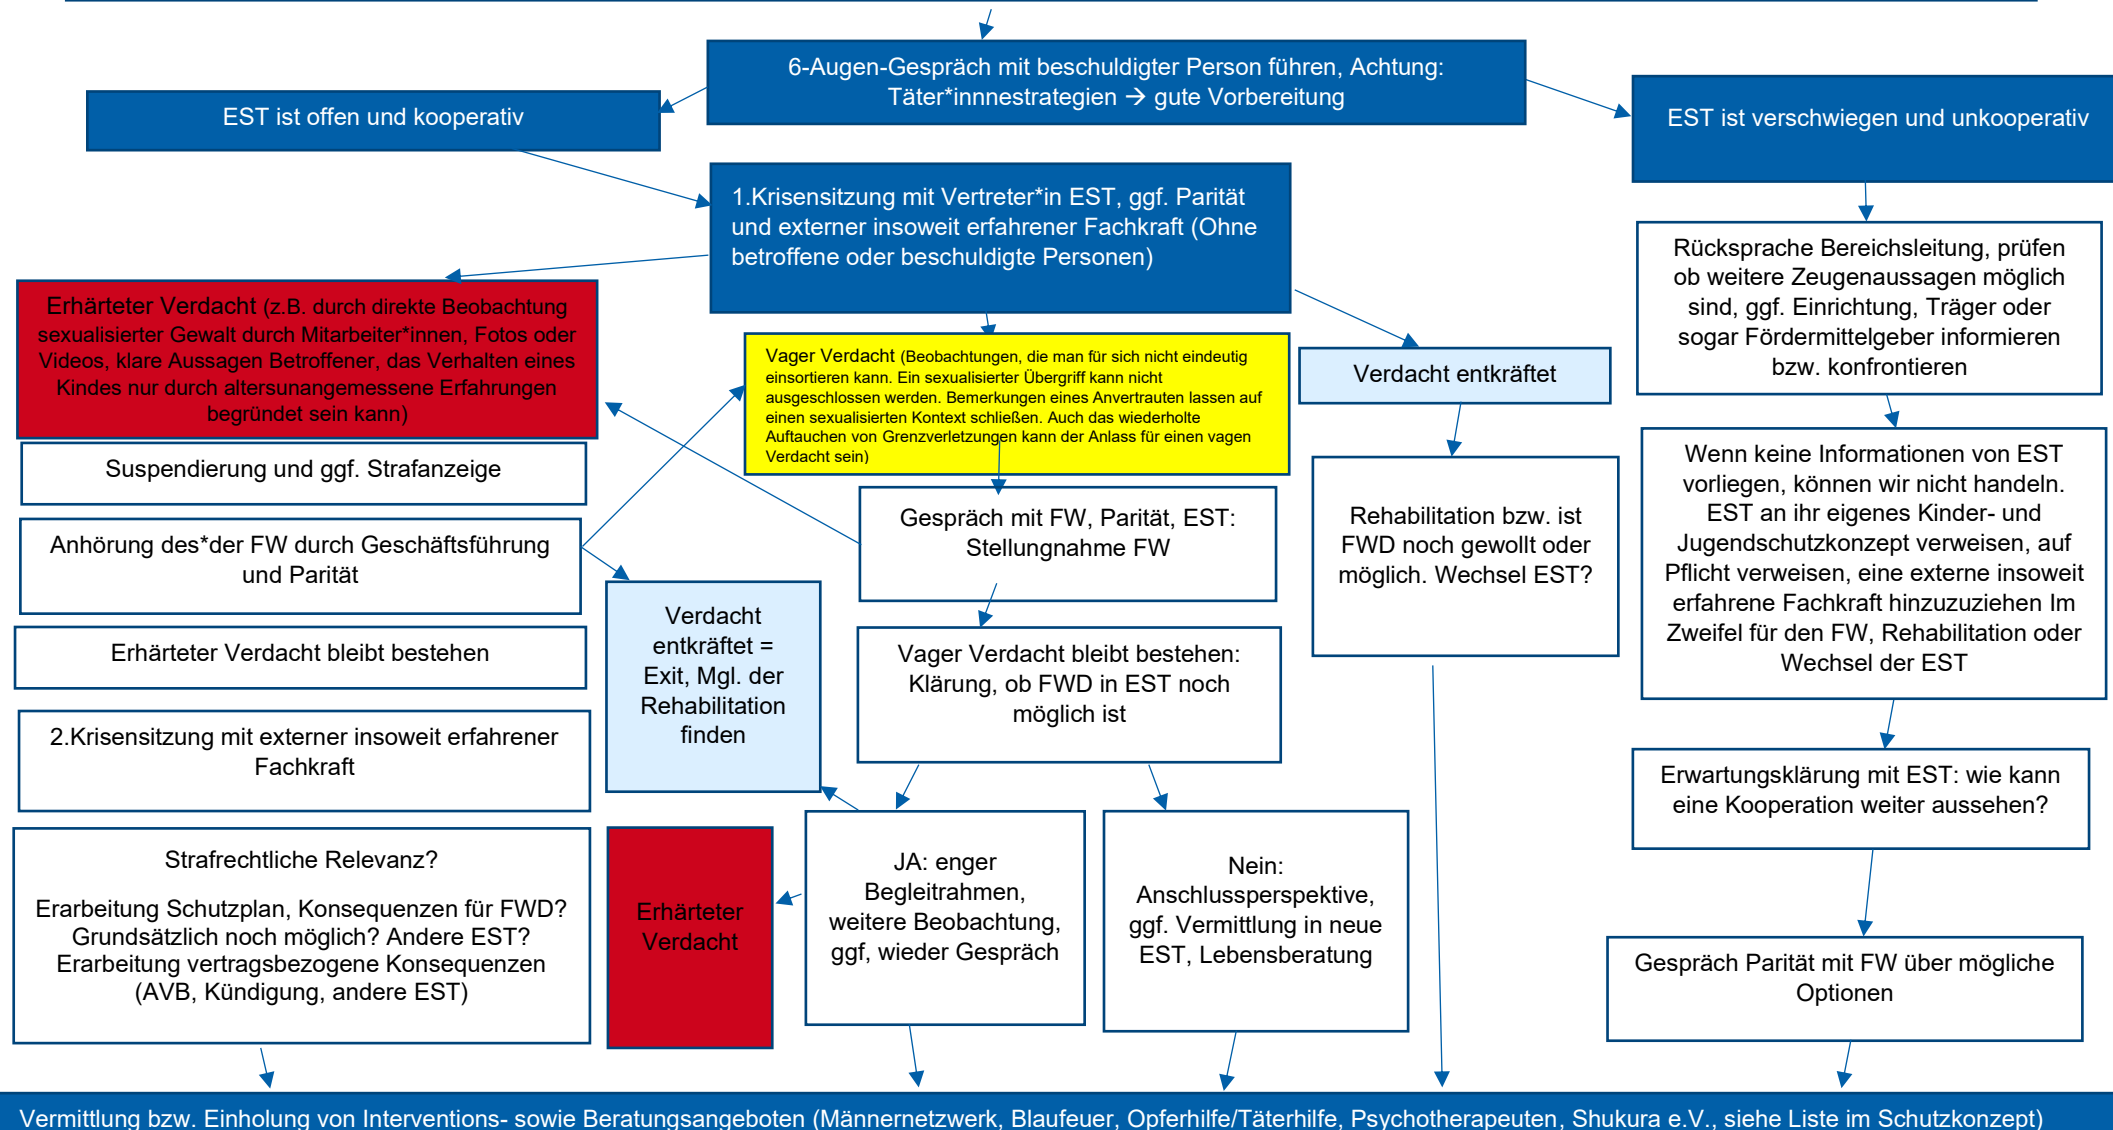 6-Augen-Gespräch mit beschuldigter Person führen, Achtung:
Täter*innnestrategien → gute Vorbereitung
EST ist offen und kooperativ
EST ist verschwiegen und unkooperativ
1.Krisensitzung mit Vertreter*in EST, ggf. Parität
und externer insoweit erfahrener Fachkraft (Ohne
betroffene oder beschuldigte Personen)
Erhärteter Verdacht (z.B. durch direkte Beobachtung
sexualisierter Gewalt durch Mitarbeiter*innen, Fotos oder
Videos, klare Aussagen Betroffener, das Verhalten eines
Kindes nur durch altersunangemessene Erfahrungen
begründet sein kann)
Suspendierung und ggf. Strafanzeige
Anhörung des*der FW durch Geschäftsführung
und Parität
Erhärteter Verdacht bleibt bestehen
2.Krisensitzung mit externer insoweit erfahrener
Fachkraft
Strafrechtliche Relevanz?
Erarbeitung Schutzplan, Konsequenzen für FWD?
Grundsätzlich noch möglich? Andere EST?
Erarbeitung vertragsbezogene Konsequenzen
(AVB, Kündigung, andere EST)
Verdacht
entkräftet =
Exit, Mgl. der
Rehabilitation
finden
Erhärteter
Verdacht
Vager Verdacht (Beobachtungen, die man für sich nicht eindeutig
einsortieren kann. Ein sexualisierter Übergriff kann nicht
ausgeschlossen werden. Bemerkungen eines Anvertrauten lassen auf
einen sexualisierten Kontext schließen. Auch das wiederholte
Auftauchen von Grenzverletzungen kann der Anlass für einen vagen
Verdacht sein)
Gespräch mit FW, Parität, EST:
Stellungnahme FW
Vager Verdacht bleibt bestehen:
Klärung, ob FWD in EST noch
möglich ist
JA: enger
Begleitrahmen,
weitere Beobachtung,
ggf, wieder Gespräch
Nein:
Anschlussperspektive,
ggf. Vermittlung in neue
EST, Lebensberatung
Verdacht entkräftet
Rehabilitation bzw. ist
FWD noch gewollt oder
möglich. Wechsel EST?
Rücksprache Bereichsleitung, prüfen
ob weitere Zeugenaussagen möglich
sind, ggf. Einrichtung, Träger oder
sogar Fördermittelgeber informieren
bzw. konfrontieren
Wenn keine Informationen von EST
vorliegen, können wir nicht handeln.
EST an ihr eigenes Kinder- und
Jugendschutzkonzept verweisen, auf
Pflicht verweisen, eine externe insoweit
erfahrene Fachkraft hinzuzuziehen Im
Zweifel für den FW, Rehabilitation oder
Wechsel der EST
Erwartungsklärung mit EST: wie kann
eine Kooperation weiter aussehen?
Gespräch Parität mit FW über mögliche
Optionen
Vermittlung bzw. Einholung von Interventions- sowie Beratungsangeboten (Männernetzwerk, Blaufeuer, Opferhilfe/Täterhilfe, Psychotherapeuten, Shukura e.V., siehe Liste im Schutzkonzept)